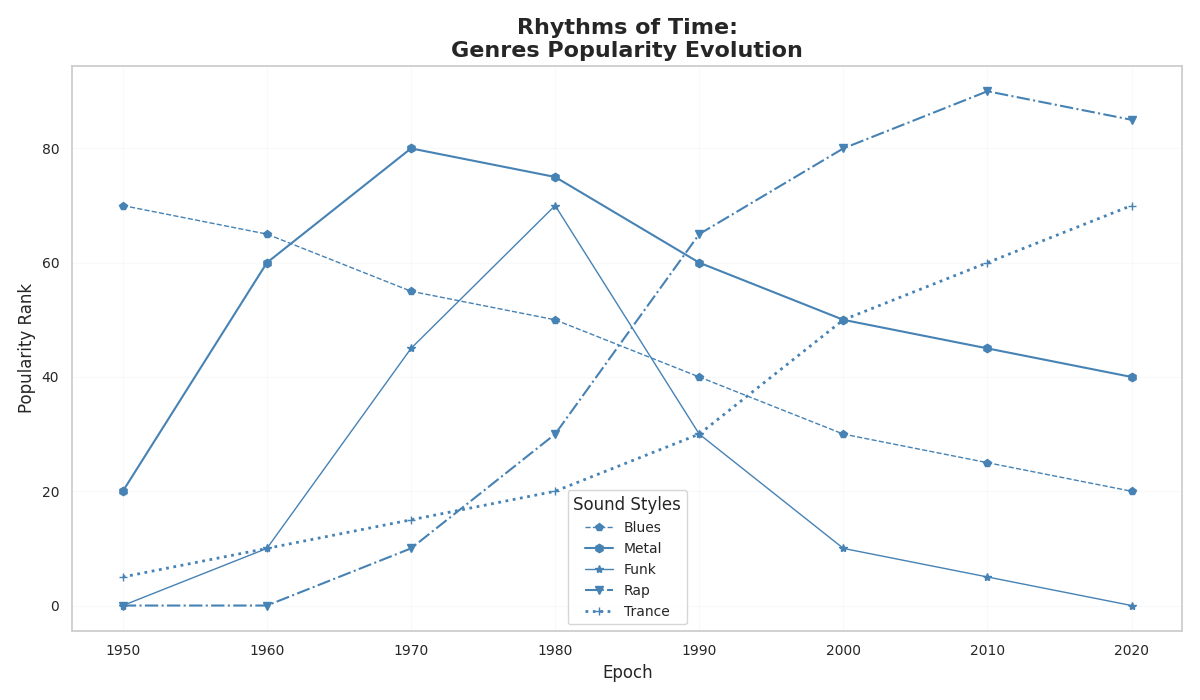 Rhythms of Time:
Genres Popularity Evolution
Popularity Rank
80
60
40
20
0
Sound Styles
Blues
Metal
Funk
Rap
Trance
1950 1960 1970 1980 1990 2000 2010 2020
Epoch